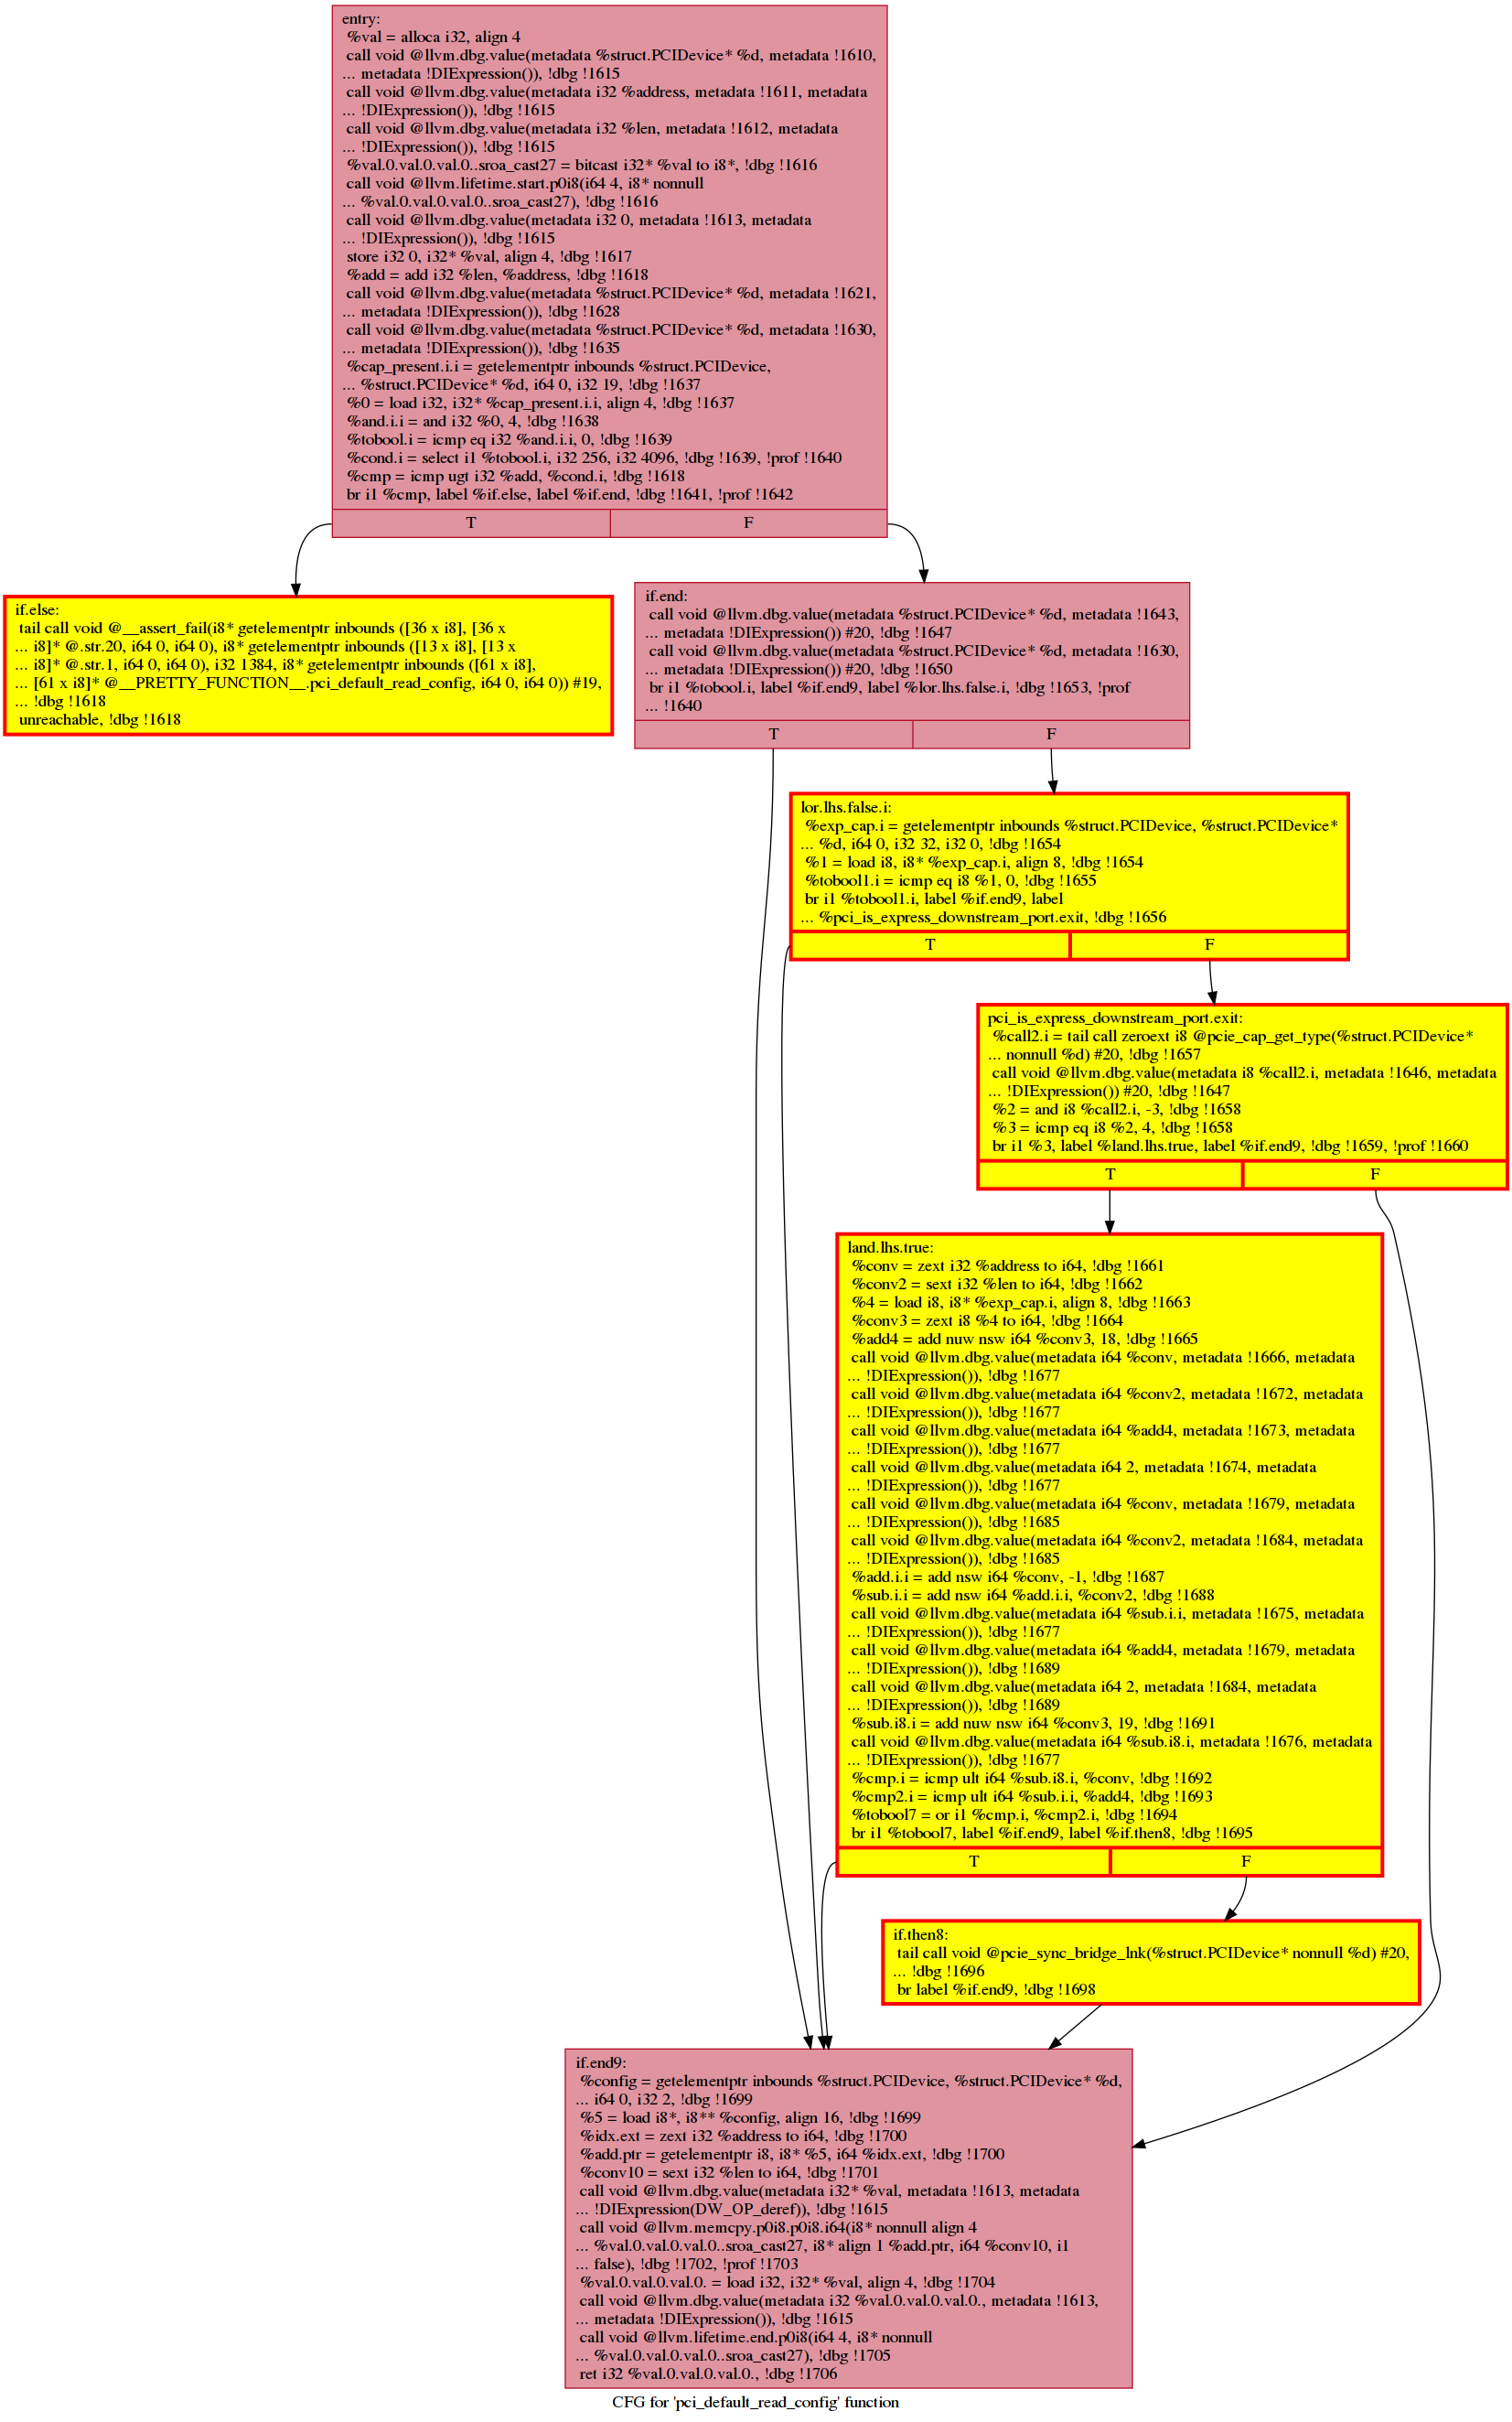 entry:
%val = alloca i32, align 4
call void @llvm.dbg.value(metadata %struct.PCIDevice* %d, metadata !1610,
... metadata !DIExpression()), !dbg !1615
call void @llvm.dbg.value(metadata i32 %address, metadata !1611, metadata
... !DIExpression()), !dbg !1615
call void @llvm.dbg.value(metadata i32 %len, metadata !1612, metadata
... !DIExpression()), !dbg !1615
%val.0.val.0.val.0..sroa_cast27 = bitcast i32* %val to i8*, !dbg !1616
call void @llvm.lifetime.start.p0i8(i64 4, i8* nonnull
... %val.0.val.0.val.0..sroa_cast27), !dbg !1616
call void @llvm.dbg.value(metadata i32 0, metadata !1613, metadata
... !DIExpression()), !dbg !1615
store i32 0, i32* %val, align 4, !dbg !1617
%add = add i32 %len, %address, !dbg !1618
call void @llvm.dbg.value(metadata %struct.PCIDevice* %d, metadata !1621,
... metadata !DIExpression()), !dbg !1628
call void @llvm.dbg.value(metadata %struct.PCIDevice* %d, metadata !1630,
... metadata !DIExpression()), !dbg !1635
%cap_present.i.i = getelementptr inbounds %struct.PCIDevice,
... %struct.PCIDevice* %d, i64 0, i32 19, !dbg !1637
%0 = load i32, i32* %cap_present.i.i, align 4, !dbg !1637
%and.i.i = and i32 %0, 4, !dbg !1638
%tobool.i = icmp eq i32 %and.i.i, 0, !dbg !1639
%cond.i = select i1 %tobool.i, i32 256, i32 4096, !dbg !1639, !prof !1640
%cmp = icmp ugt i32 %add, %cond.i, !dbg !1618
br i1 %cmp, label %if.else, label %if.end, !dbg !1641, !prof !1642
T F
if.else:
tail call void @__assert_fail(i8* getelementptr inbounds ([36 x i8], [36 x
... i8]* @.str.20, i64 0, i64 0), i8* getelementptr inbounds ([13 x i8], [13 x
... i8]* @.str.1, i64 0, i64 0), i32 1384, i8* getelementptr inbounds ([61 x i8],
... [61 x i8]* @__PRETTY_FUNCTION__.pci_default_read_config, i64 0, i64 0)) #19,
... !dbg !1618
unreachable, !dbg !1618
if.end:
call void @llvm.dbg.value(metadata %struct.PCIDevice* %d, metadata !1643,
... metadata !DIExpression()) #20, !dbg !1647
call void @llvm.dbg.value(metadata %struct.PCIDevice* %d, metadata !1630,
... metadata !DIExpression()) #20, !dbg !1650
br i1 %tobool.i, label %if.end9, label %lor.lhs.false.i, !dbg !1653, !prof
... !1640
T F
lor.lhs.false.i:
%exp_cap.i = getelementptr inbounds %struct.PCIDevice, %struct.PCIDevice*
... %d, i64 0, i32 32, i32 0, !dbg !1654
%1 = load i8, i8* %exp_cap.i, align 8, !dbg !1654
%tobool1.i = icmp eq i8 %1, 0, !dbg !1655
br i1 %tobool1.i, label %if.end9, label
... %pci_is_express_downstream_port.exit, !dbg !1656
T F
pci_is_express_downstream_port.exit:
%call2.i = tail call zeroext i8 @pcie_cap_get_type(%struct.PCIDevice*
... nonnull %d) #20, !dbg !1657
call void @llvm.dbg.value(metadata i8 %call2.i, metadata !1646, metadata
... !DIExpression()) #20, !dbg !1647
%2 = and i8 %call2.i, -3, !dbg !1658
%3 = icmp eq i8 %2, 4, !dbg !1658
br i1 %3, label %land.lhs.true, label %if.end9, !dbg !1659, !prof !1660
T F
land.lhs.true:
%conv = zext i32 %address to i64, !dbg !1661
%conv2 = sext i32 %len to i64, !dbg !1662
%4 = load i8, i8* %exp_cap.i, align 8, !dbg !1663
%conv3 = zext i8 %4 to i64, !dbg !1664
%add4 = add nuw nsw i64 %conv3, 18, !dbg !1665
call void @llvm.dbg.value(metadata i64 %conv, metadata !1666, metadata
... !DIExpression()), !dbg !1677
call void @llvm.dbg.value(metadata i64 %conv2, metadata !1672, metadata
... !DIExpression()), !dbg !1677
call void @llvm.dbg.value(metadata i64 %add4, metadata !1673, metadata
... !DIExpression()), !dbg !1677
call void @llvm.dbg.value(metadata i64 2, metadata !1674, metadata
... !DIExpression()), !dbg !1677
call void @llvm.dbg.value(metadata i64 %conv, metadata !1679, metadata
... !DIExpression()), !dbg !1685
call void @llvm.dbg.value(metadata i64 %conv2, metadata !1684, metadata
... !DIExpression()), !dbg !1685
%add.i.i = add nsw i64 %conv, -1, !dbg !1687
%sub.i.i = add nsw i64 %add.i.i, %conv2, !dbg !1688
call void @llvm.dbg.value(metadata i64 %sub.i.i, metadata !1675, metadata
... !DIExpression()), !dbg !1677
call void @llvm.dbg.value(metadata i64 %add4, metadata !1679, metadata
... !DIExpression()), !dbg !1689
call void @llvm.dbg.value(metadata i64 2, metadata !1684, metadata
... !DIExpression()), !dbg !1689
%sub.i8.i = add nuw nsw i64 %conv3, 19, !dbg !1691
call void @llvm.dbg.value(metadata i64 %sub.i8.i, metadata !1676, metadata
... !DIExpression()), !dbg !1677
%cmp.i = icmp ult i64 %sub.i8.i, %conv, !dbg !1692
%cmp2.i = icmp ult i64 %sub.i.i, %add4, !dbg !1693
%tobool7 = or i1 %cmp.i, %cmp2.i, !dbg !1694
br i1 %tobool7, label %if.end9, label %if.then8, !dbg !1695
T F
if.then8:
tail call void @pcie_sync_bridge_lnk(%struct.PCIDevice* nonnull %d) #20,
... !dbg !1696
br label %if.end9, !dbg !1698
if.end9:
%config = getelementptr inbounds %struct.PCIDevice, %struct.PCIDevice* %d,
... i64 0, i32 2, !dbg !1699
%5 = load i8*, i8** %config, align 16, !dbg !1699
%idx.ext = zext i32 %address to i64, !dbg !1700
%add.ptr = getelementptr i8, i8* %5, i64 %idx.ext, !dbg !1700
%conv10 = sext i32 %len to i64, !dbg !1701
call void @llvm.dbg.value(metadata i32* %val, metadata !1613, metadata
... !DIExpression(DW_OP_deref)), !dbg !1615
call void @llvm.memcpy.p0i8.p0i8.i64(i8* nonnull align 4
... %val.0.val.0.val.0..sroa_cast27, i8* align 1 %add.ptr, i64 %conv10, i1
... false), !dbg !1702, !prof !1703
%val.0.val.0.val.0. = load i32, i32* %val, align 4, !dbg !1704
call void @llvm.dbg.value(metadata i32 %val.0.val.0.val.0., metadata !1613,
... metadata !DIExpression()), !dbg !1615
call void @llvm.lifetime.end.p0i8(i64 4, i8* nonnull
... %val.0.val.0.val.0..sroa_cast27), !dbg !1705
ret i32 %val.0.val.0.val.0., !dbg !1706
CFG for 'pci_default_read_config' function